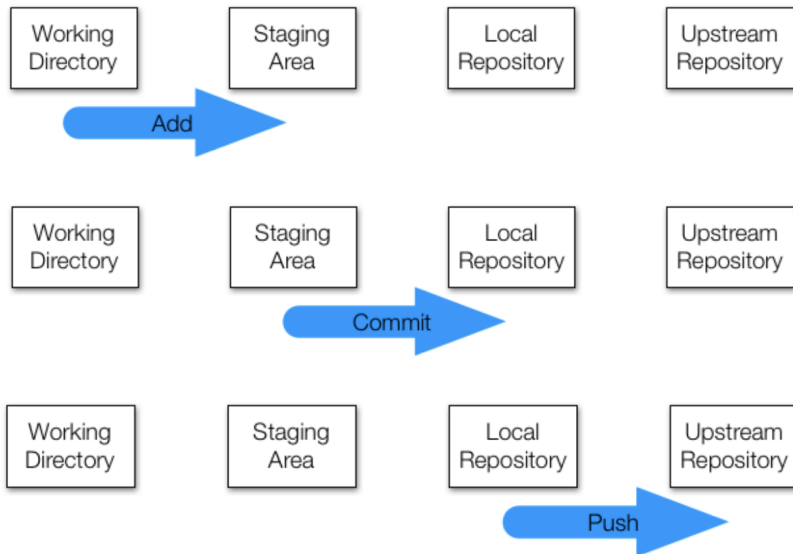 Working Directory
Staging Area
Local Repository
Upstream Repository
Add
Working Directory
Staging Area
Local Repository
Upstream Repository
Commit
Working Directory
Staging Area
Local Repository
Upstream Repository
Push